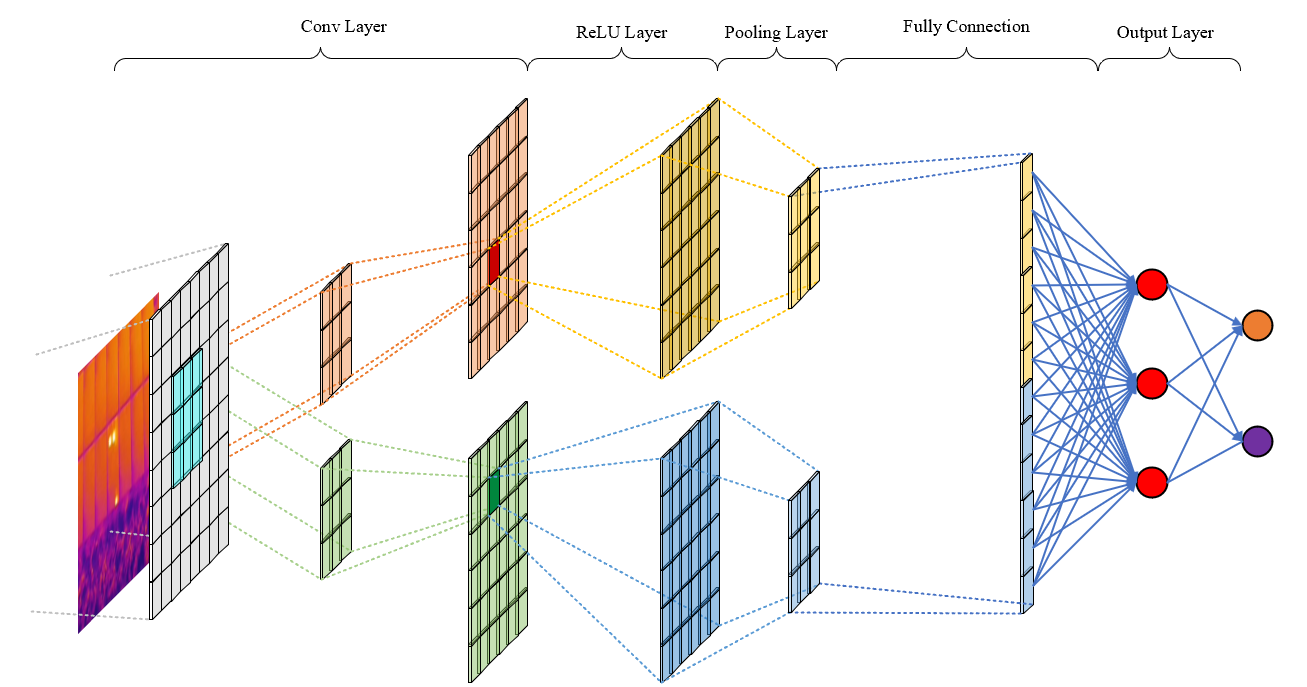 Conv Layer
ReLU Layer
Pooling Layer
Fully Connection
Output Layer